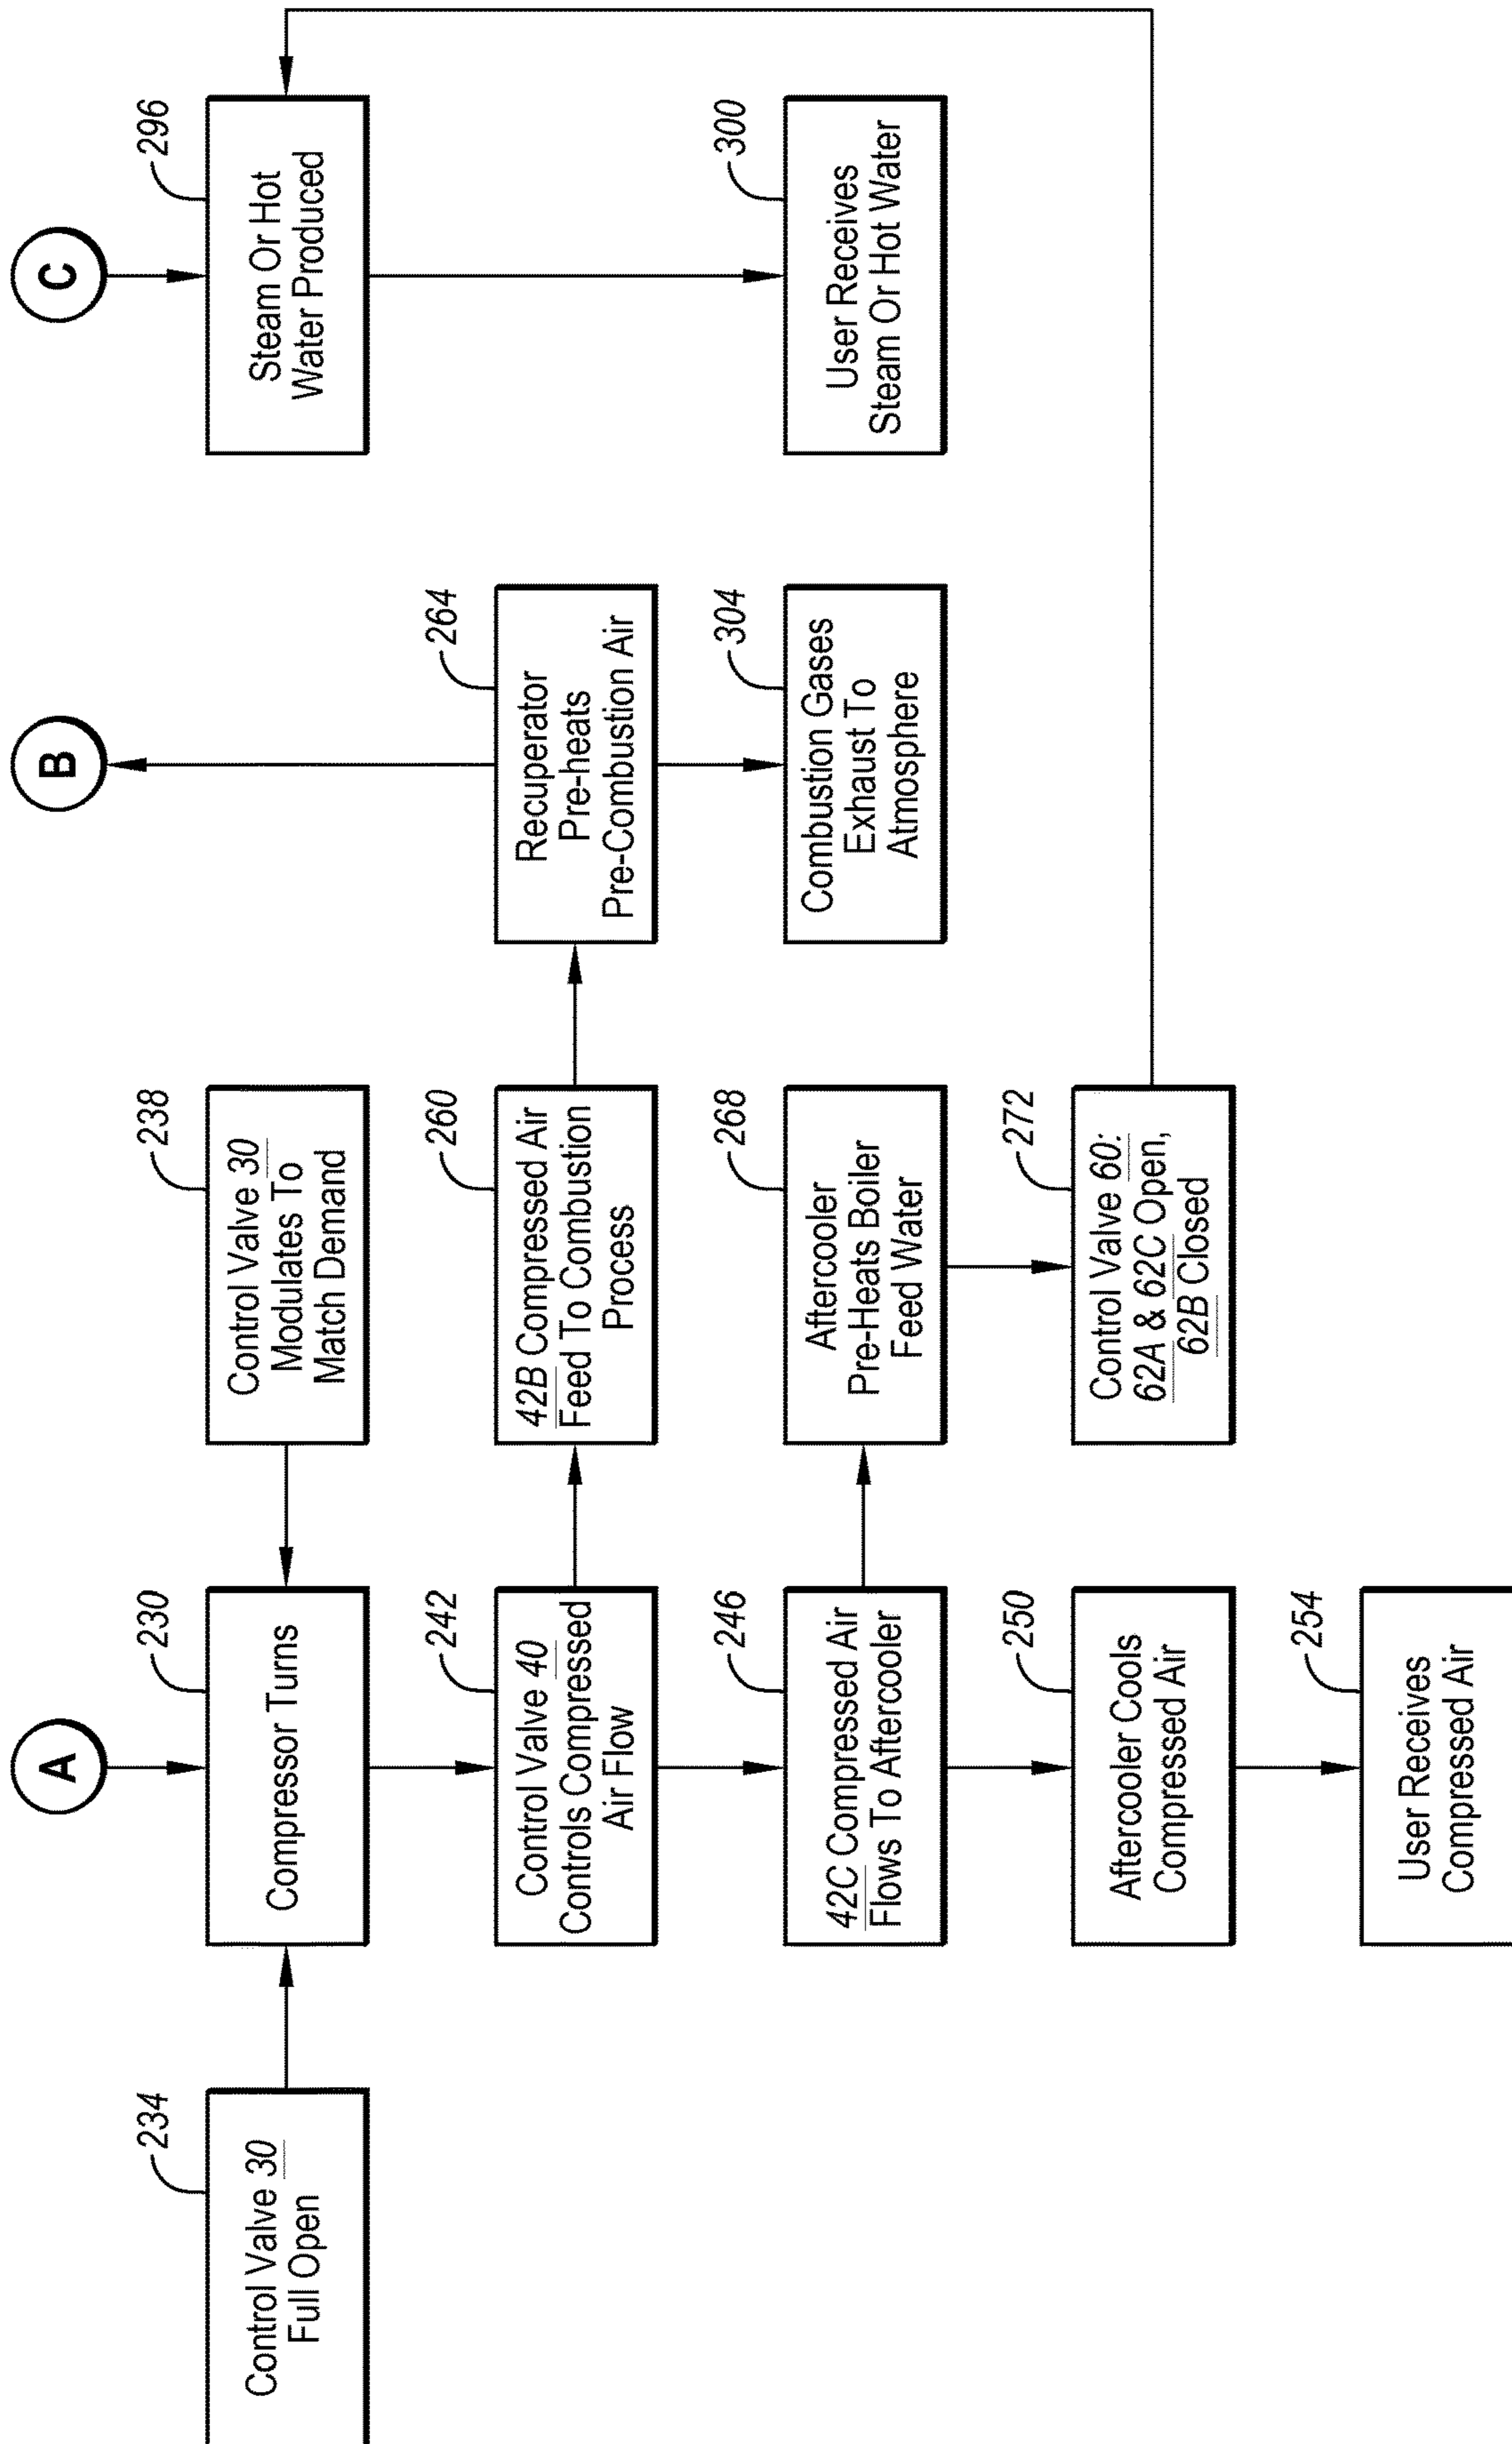 A
B
C
234
Control Valve 30
Full Open
230
Compressor Turns
238
Control Valve 30
Modulates To
Match Demand
296
Steam Or Hot
Water Produced
242
Control Valve 40
Controls Compressed
Air Flow
260
42B Compressed Air
Feed To Combustion
Process
264
Recuperator
Pre-heats
Pre-Combustion Air
246
42C Compressed Air
Flows To Aftercooler
268
Aftercooler
Pre-Heats Boiler
Feed Water
304
Combustion Gases
Exhaust To
Atmosphere
300
User Receives
Steam Or Hot Water
250
Aftercooler Cools
Compressed Air
272
Control Valve 60:
62A & 62C Open,
62B Closed
254
User Receives
Compressed Air